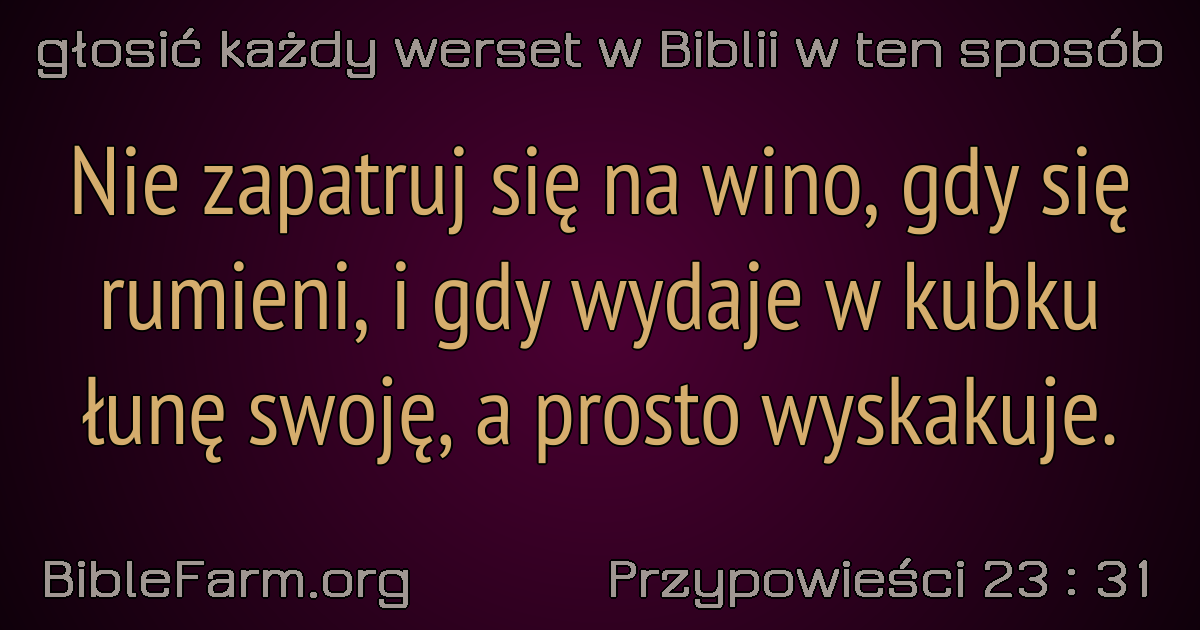 głosić każdy werset w Biblii w ten sposób
Nie zapatruj się na wino, gdy się
rumieni, i gdy wydaje w kubku
łunę swoję, a prosto wyskakuje.
BibleFarm.org
Przypowieści 23 : 31